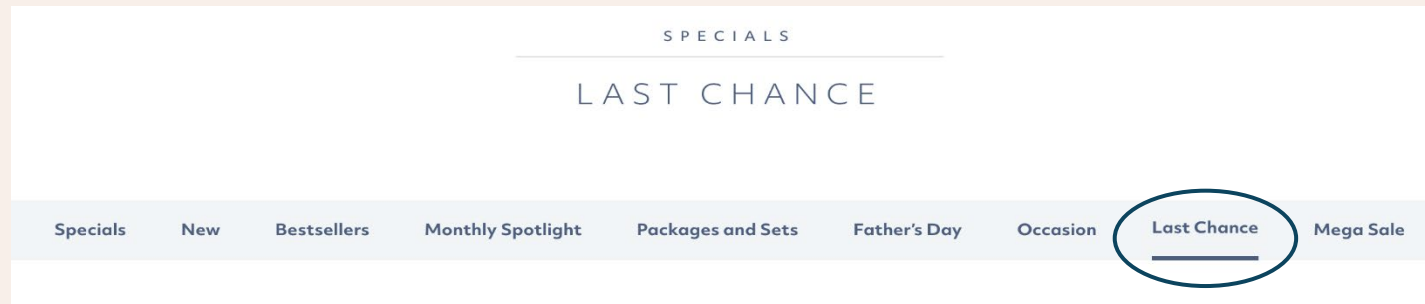 SPECIALS
LAST CHANCE
Specials New Bestsellers Monthly Spotlight Packages and Sets Father’s Day Occasion Last Chance Mega Sale